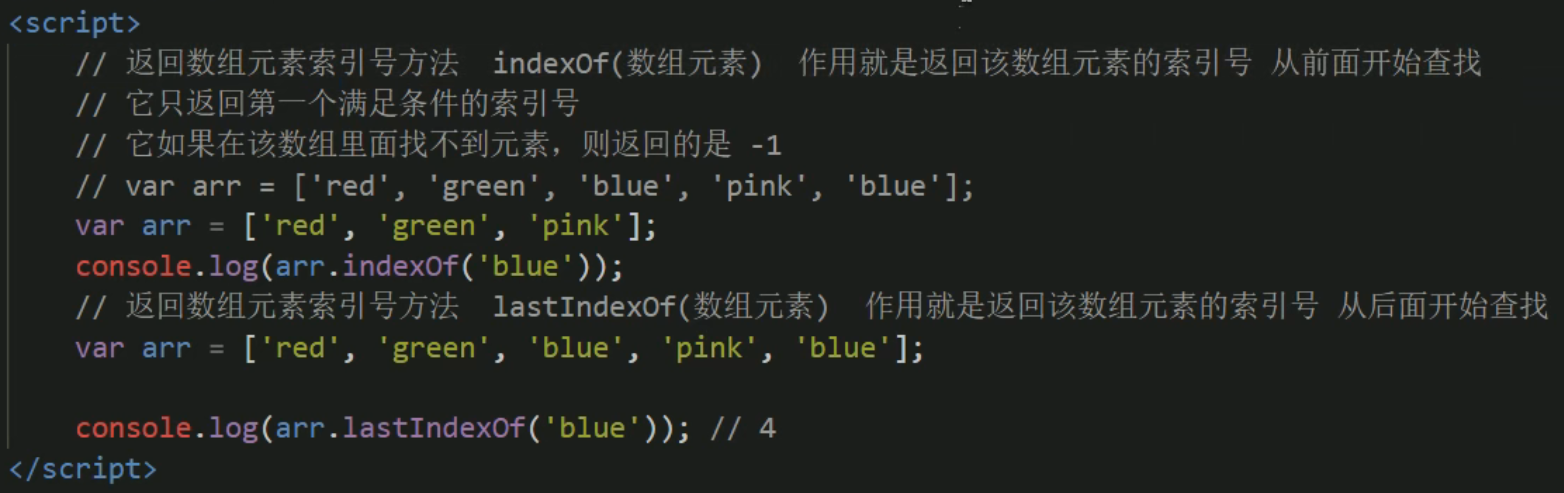 <script>
// 返回数组元素索引号方法 indexOf(数组元素) 作用就是返回该数组元素的索引号 从前面开始查找
// 它只返回第一个满足条件的索引号
// 它如果在该数组里面找不到元素，则返回的是 -1
// var arr = ['red', 'green', 'blue', 'pink', 'blue'];
var arr = ['red', 'green', 'pink'];
console.log(arr.indexOf('blue'));
// 返回数组元素索引号方法 lastIndexOf(数组元素) 作用就是返回该数组元素的索引号 从后面开始查找
var arr = ['red', 'green', 'blue', 'pink', 'blue'];
console.log(arr.lastIndexOf('blue')); // 4
</script>